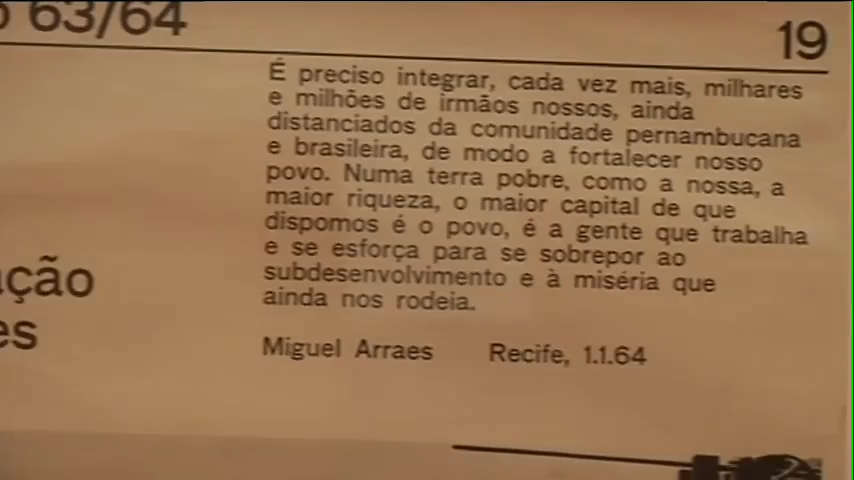 63/64
19
É preciso integrar, cada vez mais, milhares
e milhões de irmãos nossos, ainda
distanciados da comunidade pernambucana
e brasileira, de modo a fortalecer nosso
povo. Numa terra pobre, como a nossa, a
maior riqueza, o maior capital de que
dispomos é o povo, é a gente que trabalha
e se esforça para se sobrepor ao
subdesenvolvimento e à miséria que
ainda nos rodeia.
ção
es
Miguel Arraes Recife, 1.1.64